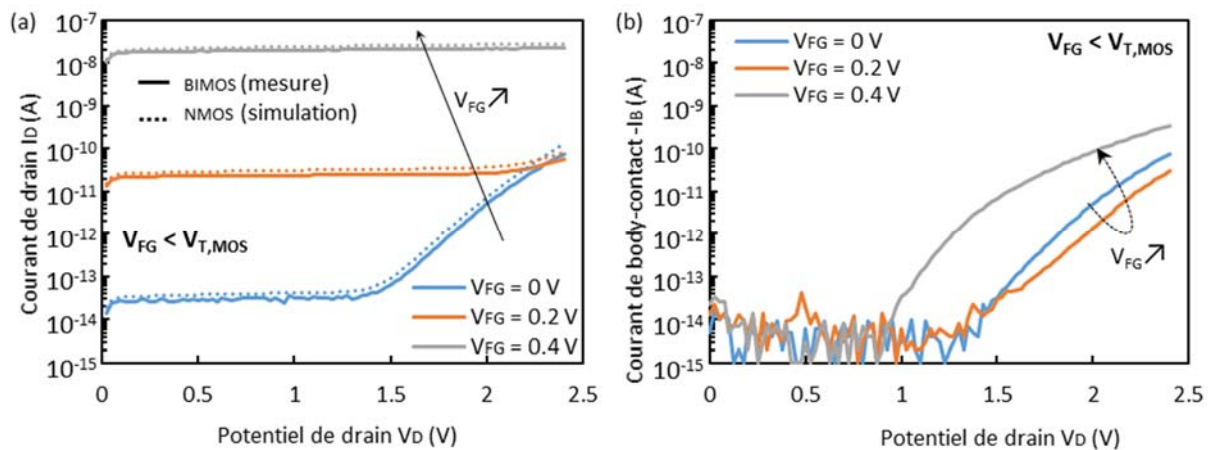 (a)
Courant de drain ID (A)
10-7
10-8
10-9
10-10
10-11
10-12
10-13
10-14
10-15
BIMOS (mesure)
NMOS (simulation)
VFG ↗
VFG < VT,MOS
VFG = 0 V
VFG = 0.2 V
VFG = 0.4 V
0 0.5 1 1.5 2 2.5
Potentiel de drain VD (V)
(b)
Courant de body-contact -IB (A)
10-7
10-8
10-9
10-10
10-11
10-12
10-13
10-14
10-15
VFG = 0 V
VFG = 0.2 V
VFG = 0.4 V
VFG < VT,MOS
VFG ↗
0 0.5 1 1.5 2 2.5
Potentiel de drain VD (V)